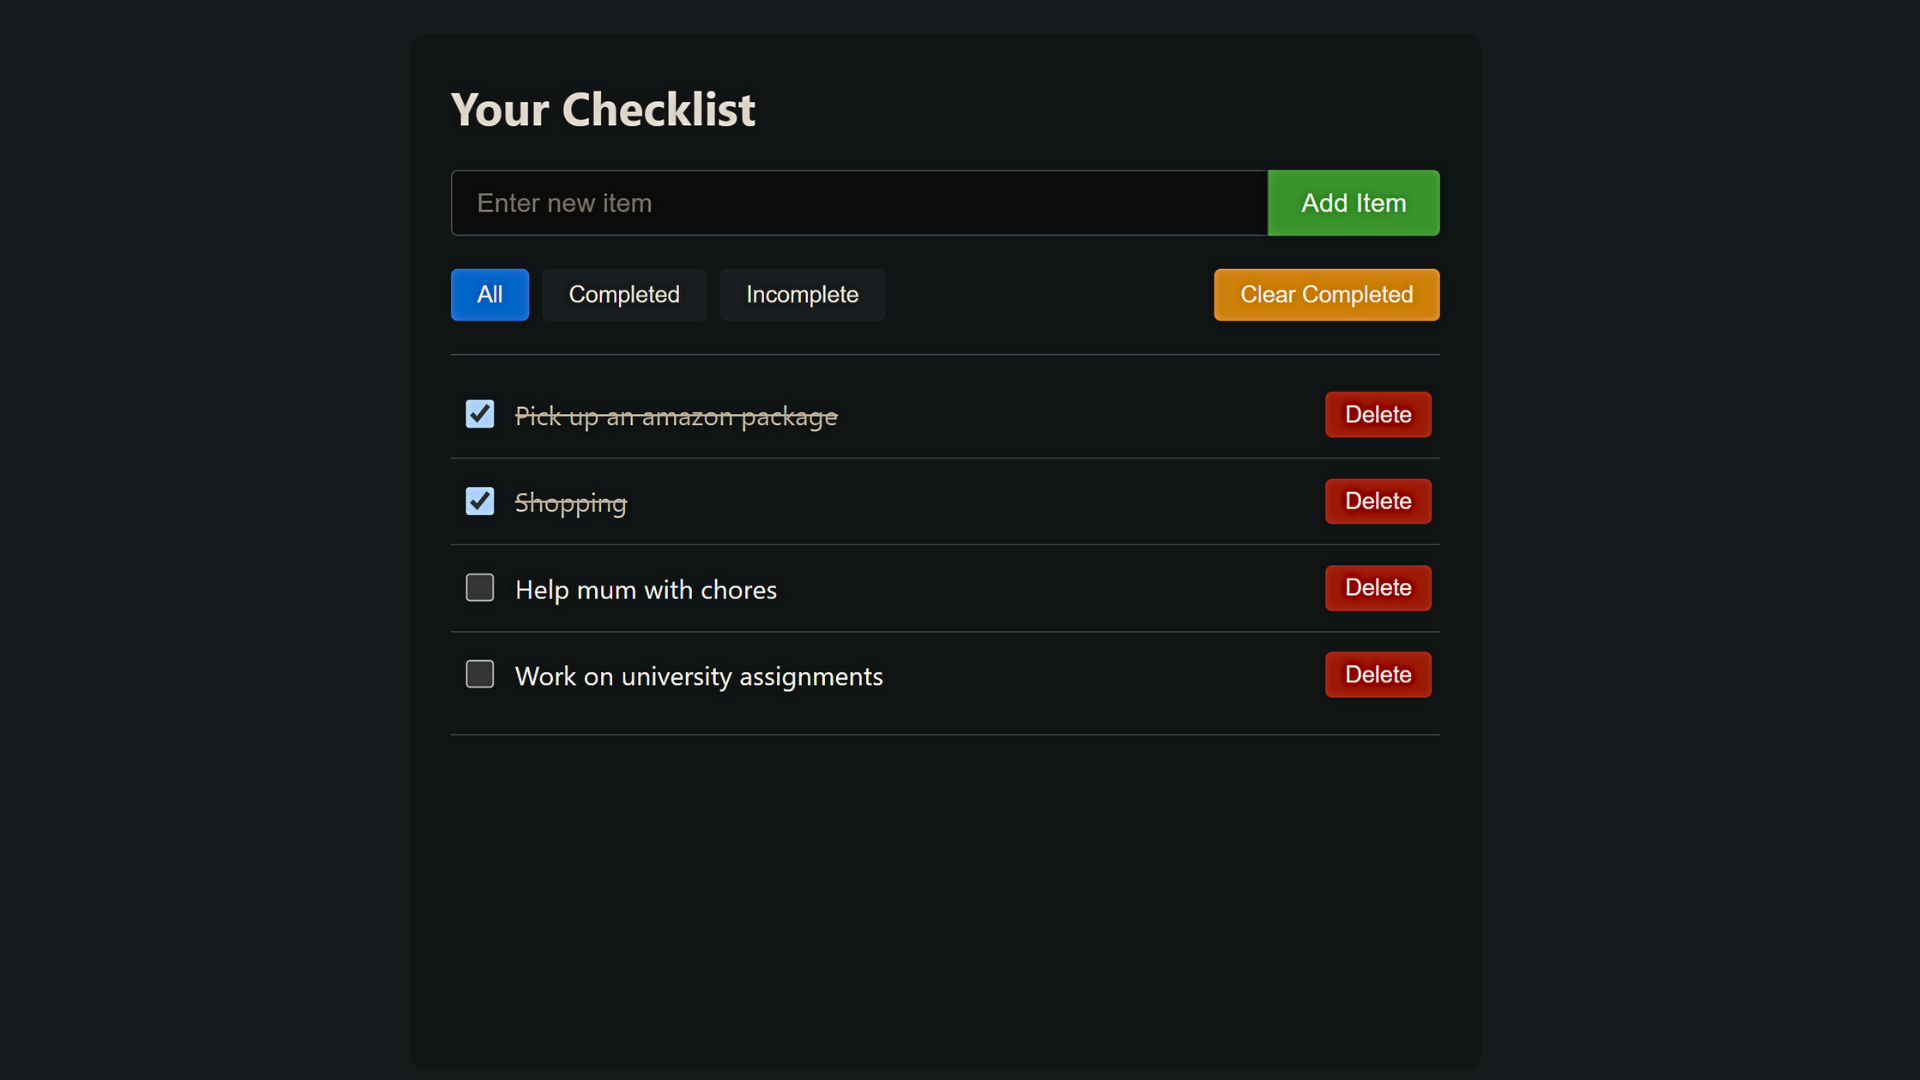 Your Checklist
Enter new item
Add Item
All
Completed
Incomplete
Clear Completed
Pick up an amazon package
Delete
Shopping
Delete
Help mum with chores
Delete
Work on university assignments
Delete